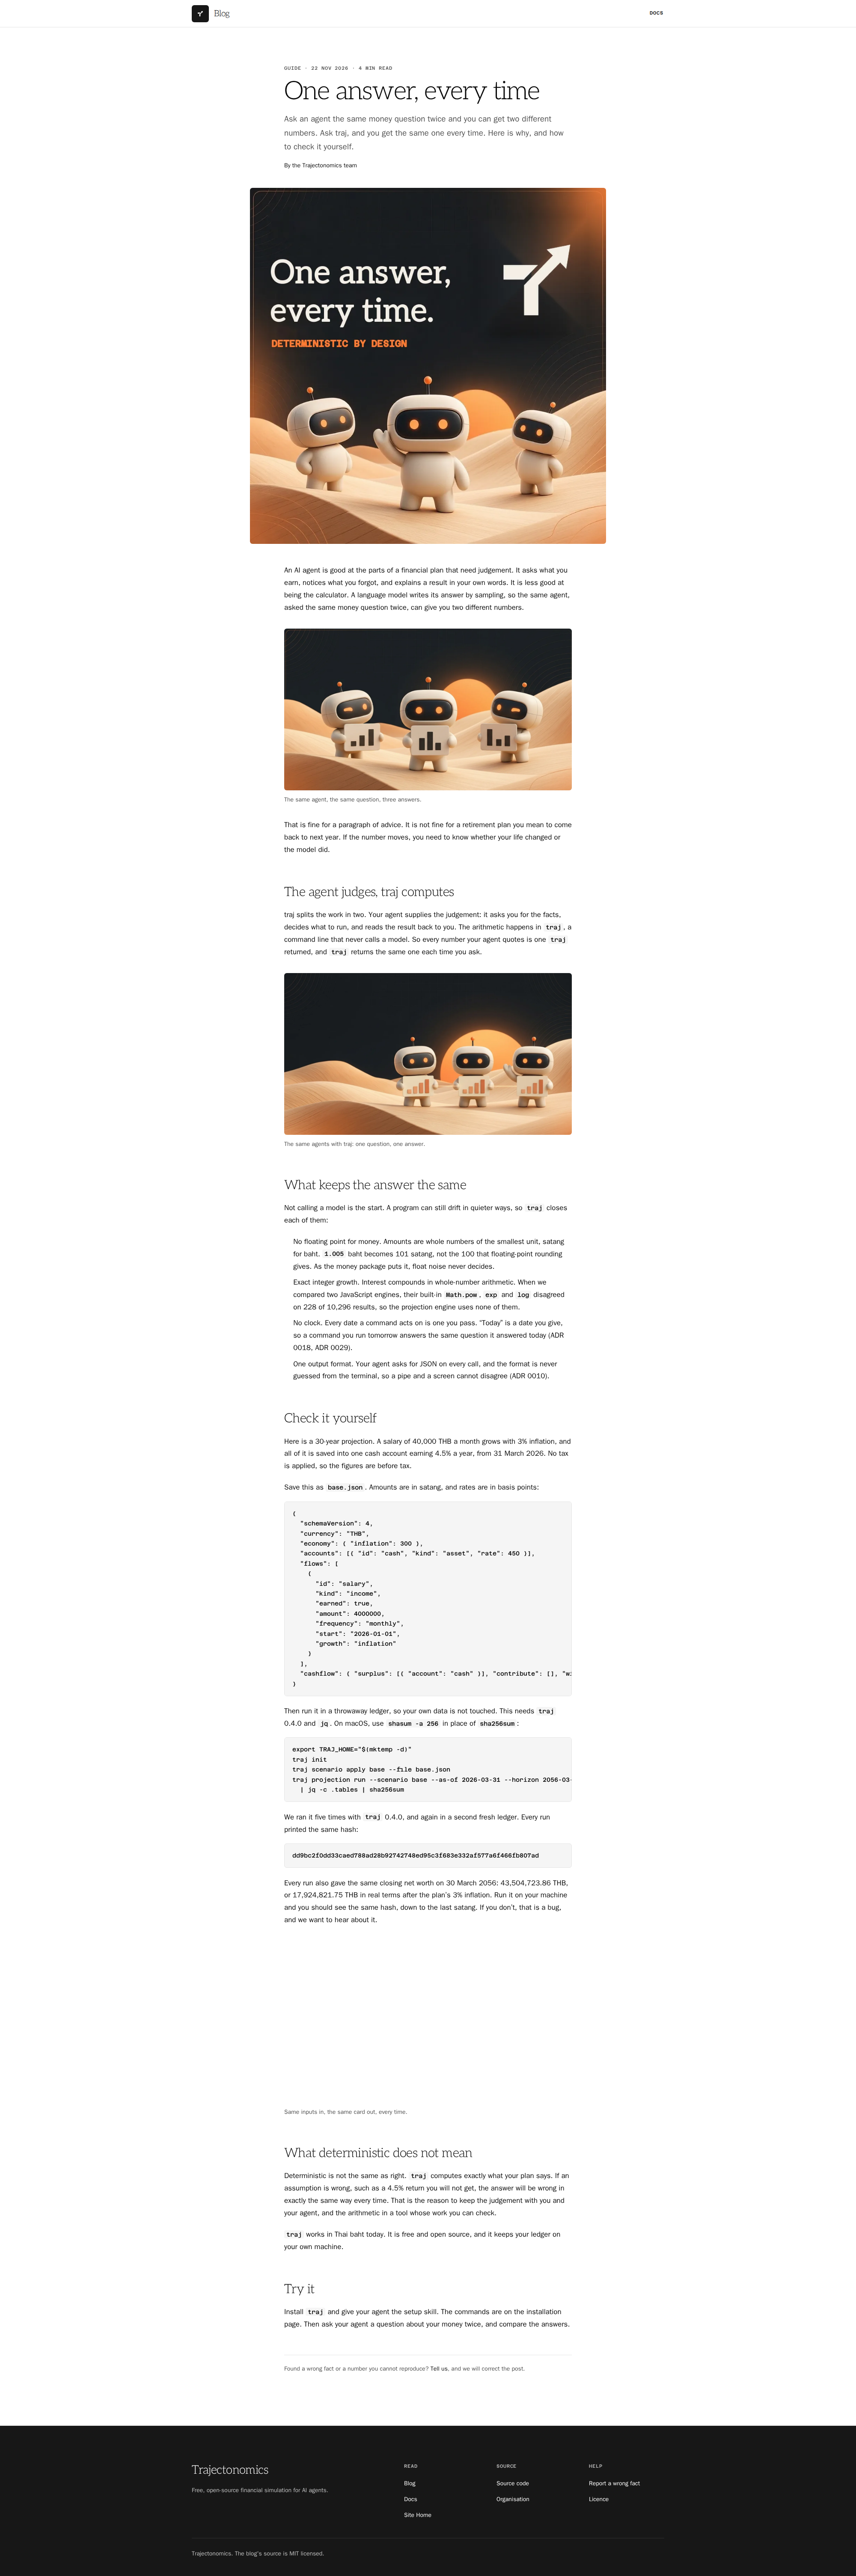 Blog
DOCS
GUIDE · 22 NOV 2026 · 4 MIN READ
One answer, every time
Ask an agent the same money question twice and you can get two different
numbers. Ask traj, and you get the same one every time. Here is why, and how
to check it yourself.
By the Trajectonomics team
One answer,
every time.
DETERMINISTIC BY DESIGN
An AI agent is good at the parts of a financial plan that need judgement. It asks what you
earn, notices what you forgot, and explains a result in your own words. It is less good at
being the calculator. A language model writes its answer by sampling, so the same agent,
asked the same money question twice, can give you two different numbers.
The same agent, the same question, three answers.
That is fine for a paragraph of advice. It is not fine for a retirement plan you mean to come
back to next year. If the number moves, you need to know whether your life changed or
the model did.
The agent judges, traj computes
traj splits the work in two. Your agent supplies the judgement: it asks you for the facts,
decides what to run, and reads the result back to you. The arithmetic happens in traj, a
command line that never calls a model. So every number your agent quotes is one traj
returned, and traj returns the same one each time you ask.
The same agents with traj: one question, one answer.
What keeps the answer the same
Not calling a model is the start. A program can still drift in quieter ways, so traj closes
each of them:
No floating point for money. Amounts are whole numbers of the smallest unit, satang
for baht. 1.005 baht becomes 101 satang, not the 100 that floating-point rounding
gives. As the money package puts it, float noise never decides.
Exact integer growth. Interest compounds in whole-number arithmetic. When we
compared two JavaScript engines, their built-in Math.pow, exp and log disagreed
on 228 of 10,296 results, so the projection engine uses none of them.
No clock. Every date a command acts on is one you pass. "Today" is a date you give,
so a command you run tomorrow answers the same question it answered today (ADR
0018, ADR 0029).
One output format. Your agent asks for JSON on every call, and the format is never
guessed from the terminal, so a pipe and a screen cannot disagree (ADR 0010).
Check it yourself
Here is a 30-year projection. A salary of 40,000 THB a month grows with 3% inflation, and
all of it is saved into one cash account earning 4.5% a year, from 31 March 2026. No tax
is applied, so the figures are before tax.
Save this as base.json. Amounts are in satang, and rates are in basis points:
{
"schemaVersion": 4,
"currency": "THB",
"economy": { "inflation": 300 },
"accounts": [{ "id": "cash", "kind": "asset", "rate": 450 }],
"flows": [
{
"id": "salary",
"kind": "income",
"earned": true,
"amount": 4000000,
"frequency": "monthly",
"start": "2026-01-01",
"growth": "inflation"
}
],
"cashflow": { "surplus": [{ "account": "cash" }], "contribute": [], "wi
}
Then run it in a throwaway ledger, so your own data is not touched. This needs traj
0.4.0 and jq. On macOS, use shasum -a 256 in place of sha256sum:
export TRAJ_HOME="$(mktemp -d)"
traj init
traj scenario apply base --file base.json
traj projection run --scenario base --as-of 2026-03-31 --horizon 2056-03-
| jq -c .tables | sha256sum
We ran it five times with traj 0.4.0, and again in a second fresh ledger. Every run
printed the same hash:
dd9bc2f0dd33caed788ad28b92742748ed95c3f683e332af577a6f466fb807ad
Every run also gave the same closing net worth on 30 March 2056: 43,504,723.86 THB,
or 17,924,821.75 THB in real terms after the plan's 3% inflation. Run it on your machine
and you should see the same hash, down to the last satang. If you don't, that is a bug,
and we want to hear about it.
Same inputs in, the same card out, every time.
What deterministic does not mean
Deterministic is not the same as right. traj computes exactly what your plan says. If an
assumption is wrong, such as a 4.5% return you will not get, the answer will be wrong in
exactly the same way every time. That is the reason to keep the judgement with you and
your agent, and the arithmetic in a tool whose work you can check.
traj works in Thai baht today. It is free and open source, and it keeps your ledger on
your own machine.
Try it
Install traj and give your agent the setup skill. The commands are on the installation
page. Then ask your agent a question about your money twice, and compare the answers.
Found a wrong fact or a number you cannot reproduce? Tell us, and we will correct the post.
Trajectonomics
Free, open-source financial simulation for AI agents.
READ
Blog
Docs
Site Home
SOURCE
Source code
Organisation
HELP
Report a wrong fact
Licence
Trajectonomics. The blog's source is MIT licensed.